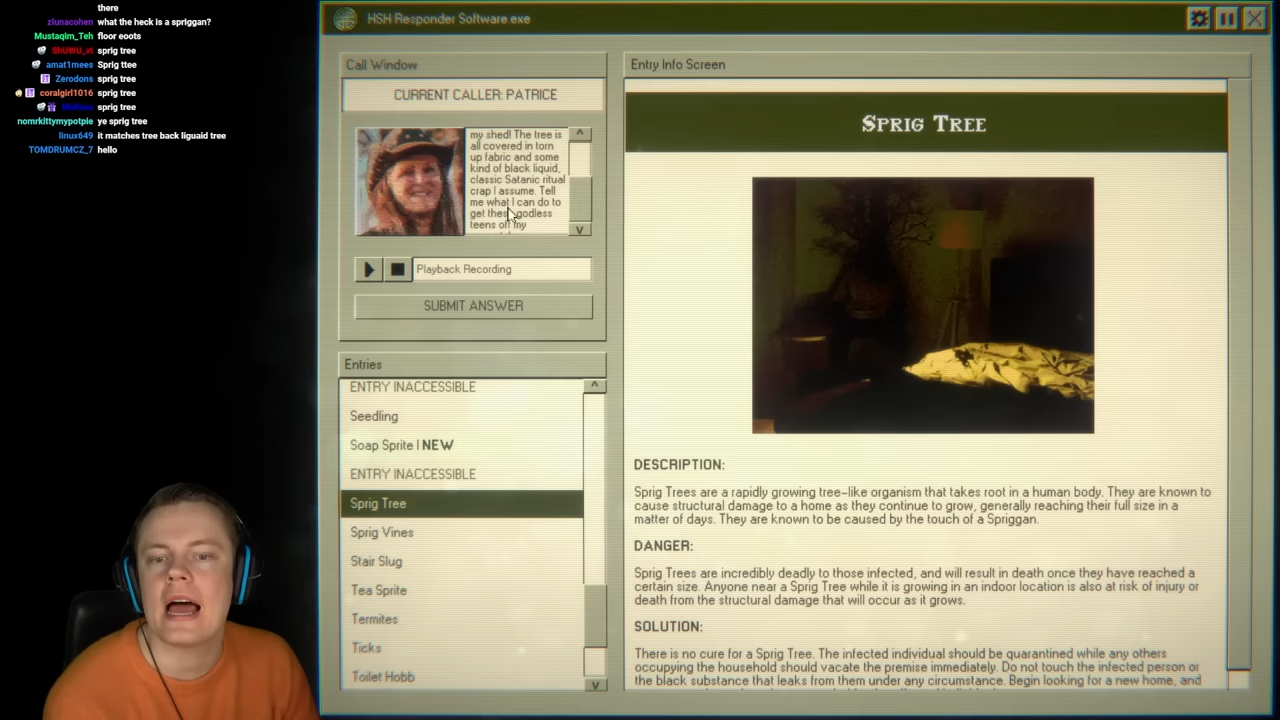 there
zlunacohen what the heck is a spriggan?
Mustaqim_Teh floor eoots
ShUWU_vt sprig tree
amat1mees Sprig ttee
Zerodons sprig tree
coralgirl1016 sprig tree
sprig tree
nomrkittymypotpie ye sprig tree
linux649 it matches tree back liguaid tree
TOMDRUMCZ_7 hello
HSH Responder Software.exe
Call Window
CURRENT CALLER: PATRICE
my shed! The tree is
all covered in torn
up fabric and some
kind of black liquid,
classic Satanic ritual
crap I assume. Tell
me what I can do to
get these godless
teens off my
Playback Recording
SUBMIT ANSWER
Entries
ENTRY INACCESSIBLE
Seedling
Soap Sprite | NEW
ENTRY INACCESSIBLE
Sprig Tree
Sprig Vines
Stair Slug
Tea Sprite
Termites
Ticks
Toilet Hobb
Entry Info Screen
SPRIG TREE
DESCRIPTION:
Sprig Trees are a rapidly growing tree-like organism that takes root in a human body. They are known to
cause structural damage to a home as they continue to grow, generally reaching their full size in a
matter of days. They are known to be caused by the touch of a Spriggan.
DANGER:
Sprig Trees are incredibly deadly to those infected, and will result in death once they have reached a
certain size. Anyone near a Sprig Tree while it is growing in an indoor location is also at risk of injury or
death from the structural damage that will occur as it grows.
SOLUTION:
There is no cure for a Sprig Tree. The infected individual should be quarantined while any others
occupying the household should vacate the premise immediately. Do not touch the infected person or
the black substance that leaks from them under any circumstance. Begin looking for a new home, and